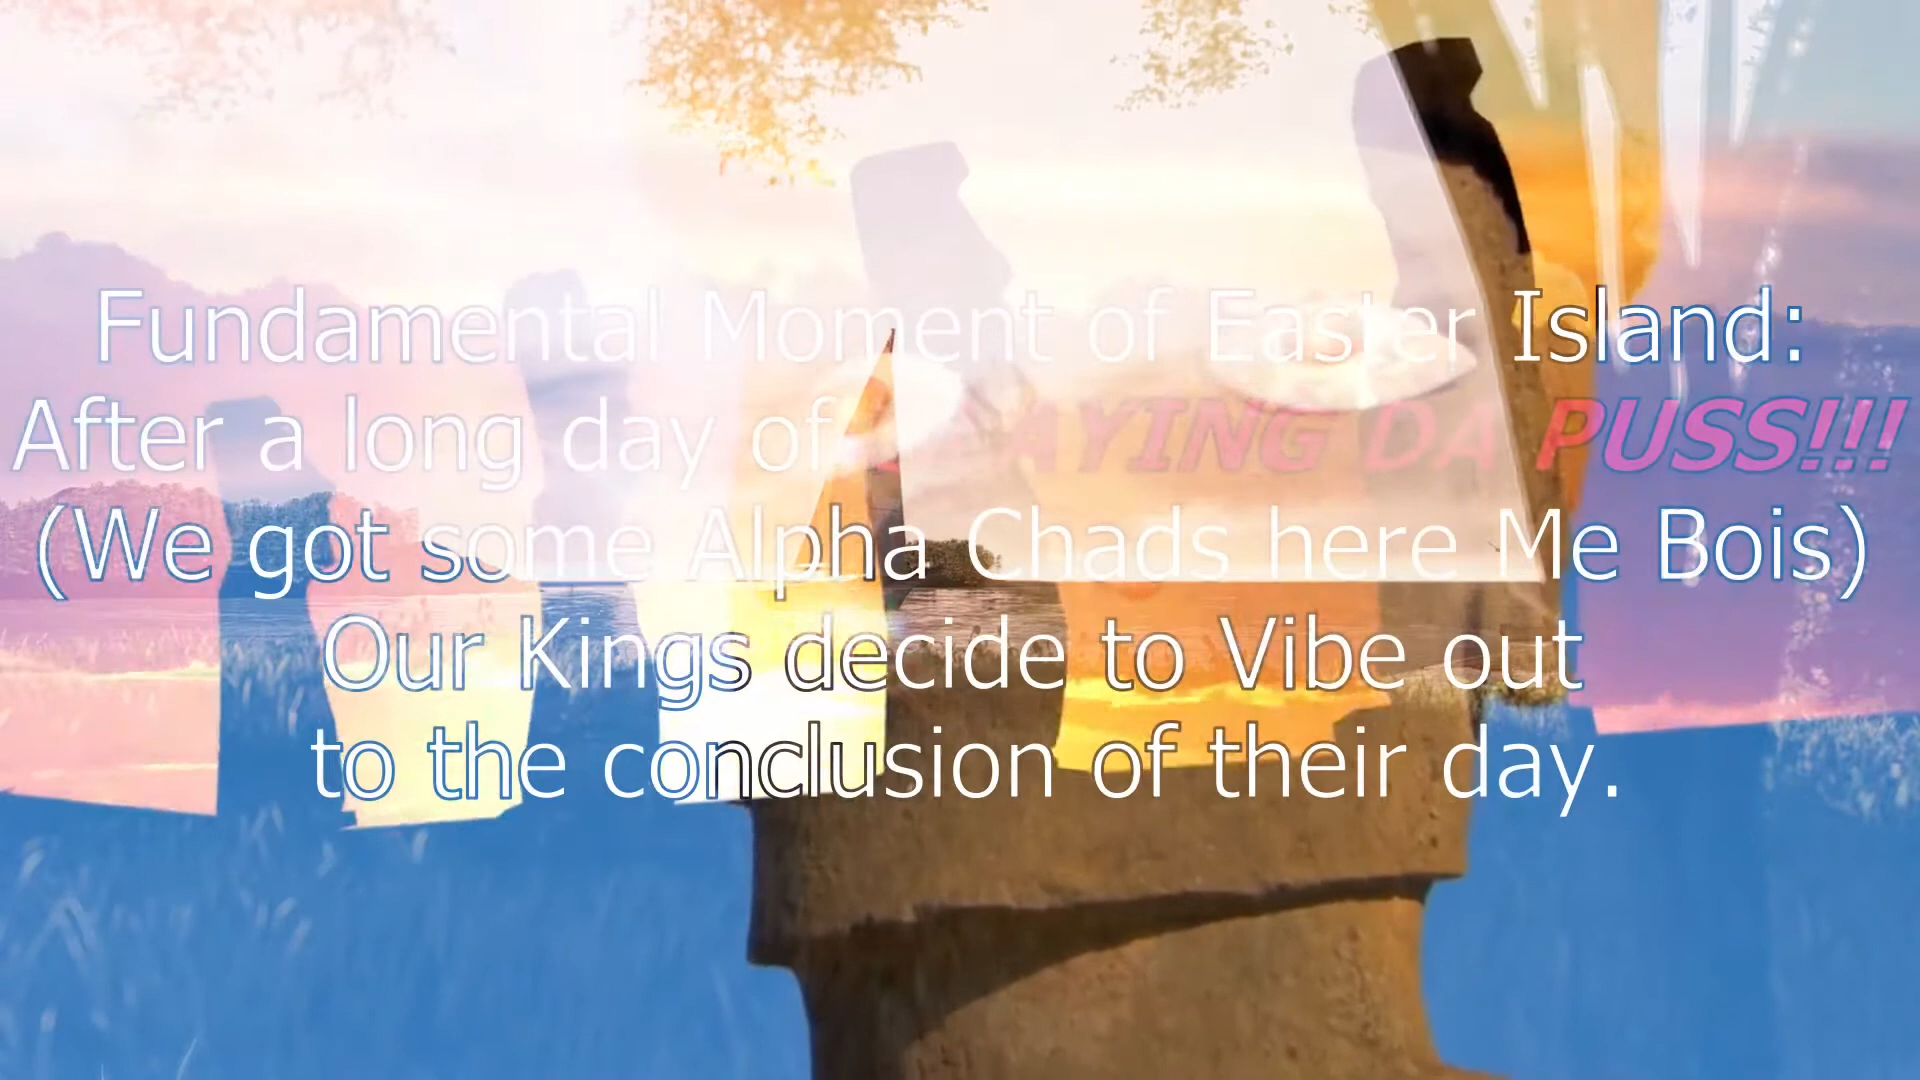 Fundamental Moment of Easter Island:
After a long day of DA PUSS!!!
(We got some Alpha Chads here Me Bois)
Our Kings decide to Vibe out
to the conclusion of their day.